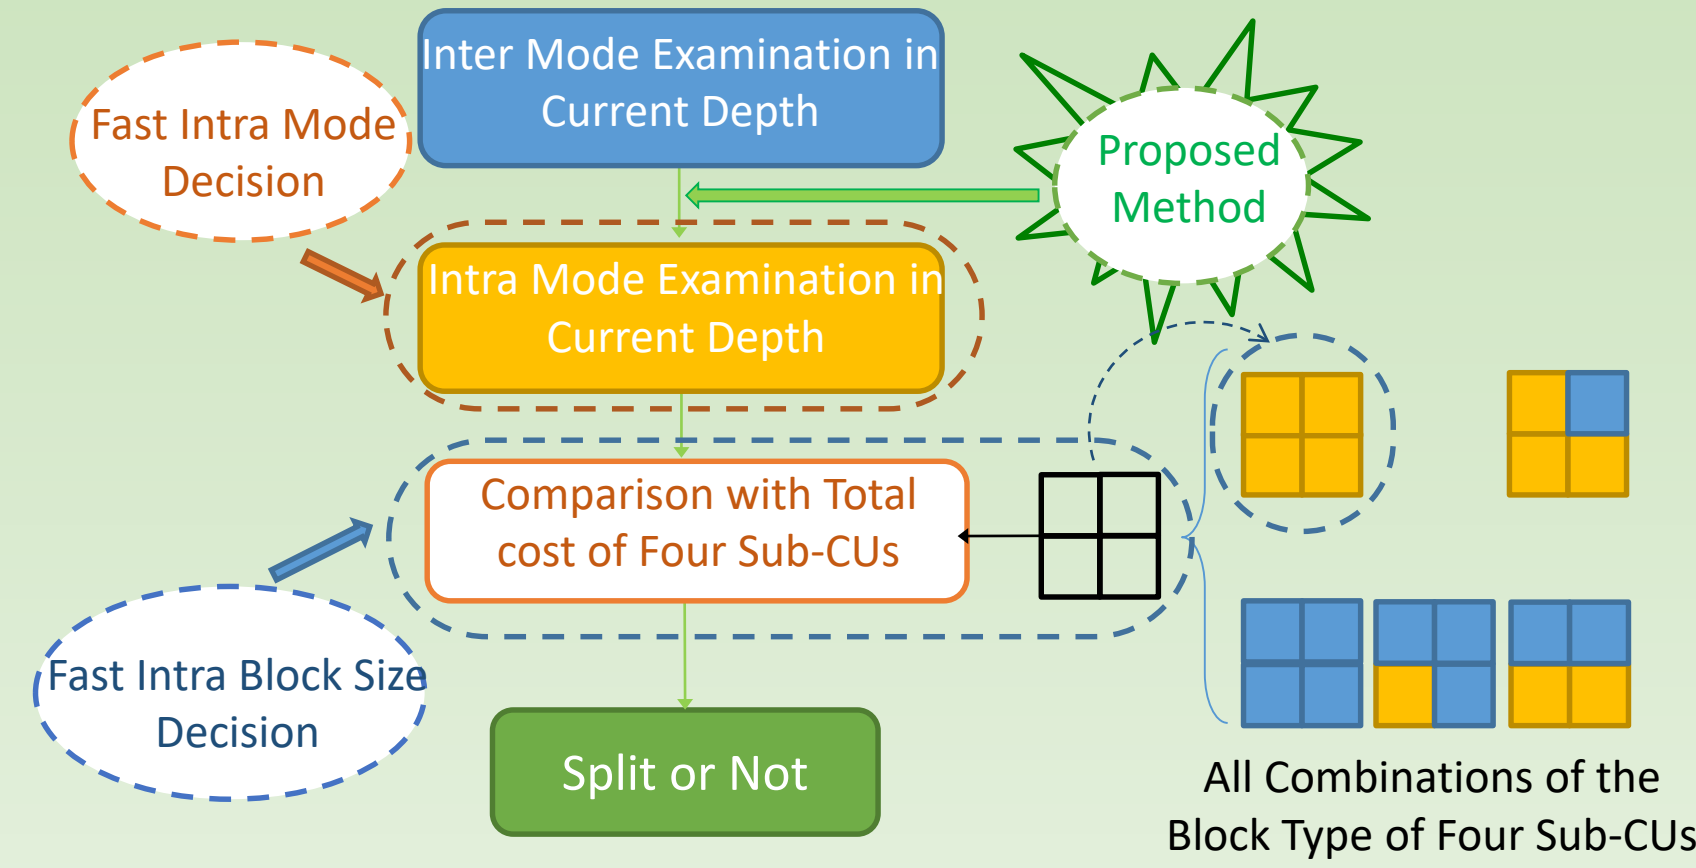 Inter Mode Examination in
Current Depth
Fast Intra Mode
Decision
Proposed
Method
Intra Mode Examination in
Current Depth
Comparison with Total
cost of Four Sub-CUs
Fast Intra Block Size
Decision
Split or Not
All Combinations of the
Block Type of Four Sub-CUs